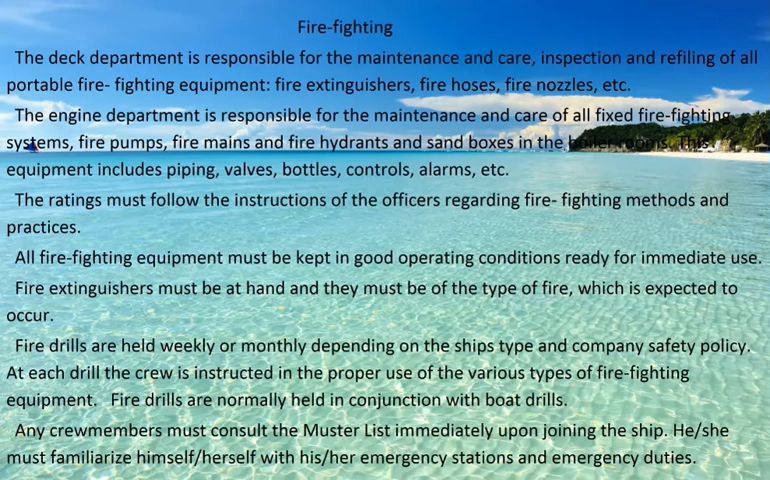 Fire-fighting
The deck department is responsible for the maintenance and care, inspection and refiling of all
portable fire- fighting equipment: fire extinguishers, fire hoses, fire nozzles, etc.
The engine department is responsible for the maintenance and care of all fixed fire-fighting
systems, fire pumps, fire mains and fire hydrants and sand boxes in the boiler rooms. This
equipment includes piping, valves, bottles, controls, alarms, etc.
The ratings must follow the instructions of the officers regarding fire- fighting methods and
practices.
All fire-fighting equipment must be kept in good operating conditions ready for immediate use.
Fire extinguishers must be at hand and they must be of the type of fire, which is expected to
occur.
Fire drills are held weekly or monthly depending on the ships type and company safety policy.
At each drill the crew is instructed in the proper use of the various types of fire-fighting
equipment.   Fire drills are normally held in conjunction with boat drills.
Any crewmembers must consult the Muster List immediately upon joining the ship. He/she
must familiarize himself/herself with his/her emergency stations and emergency duties.